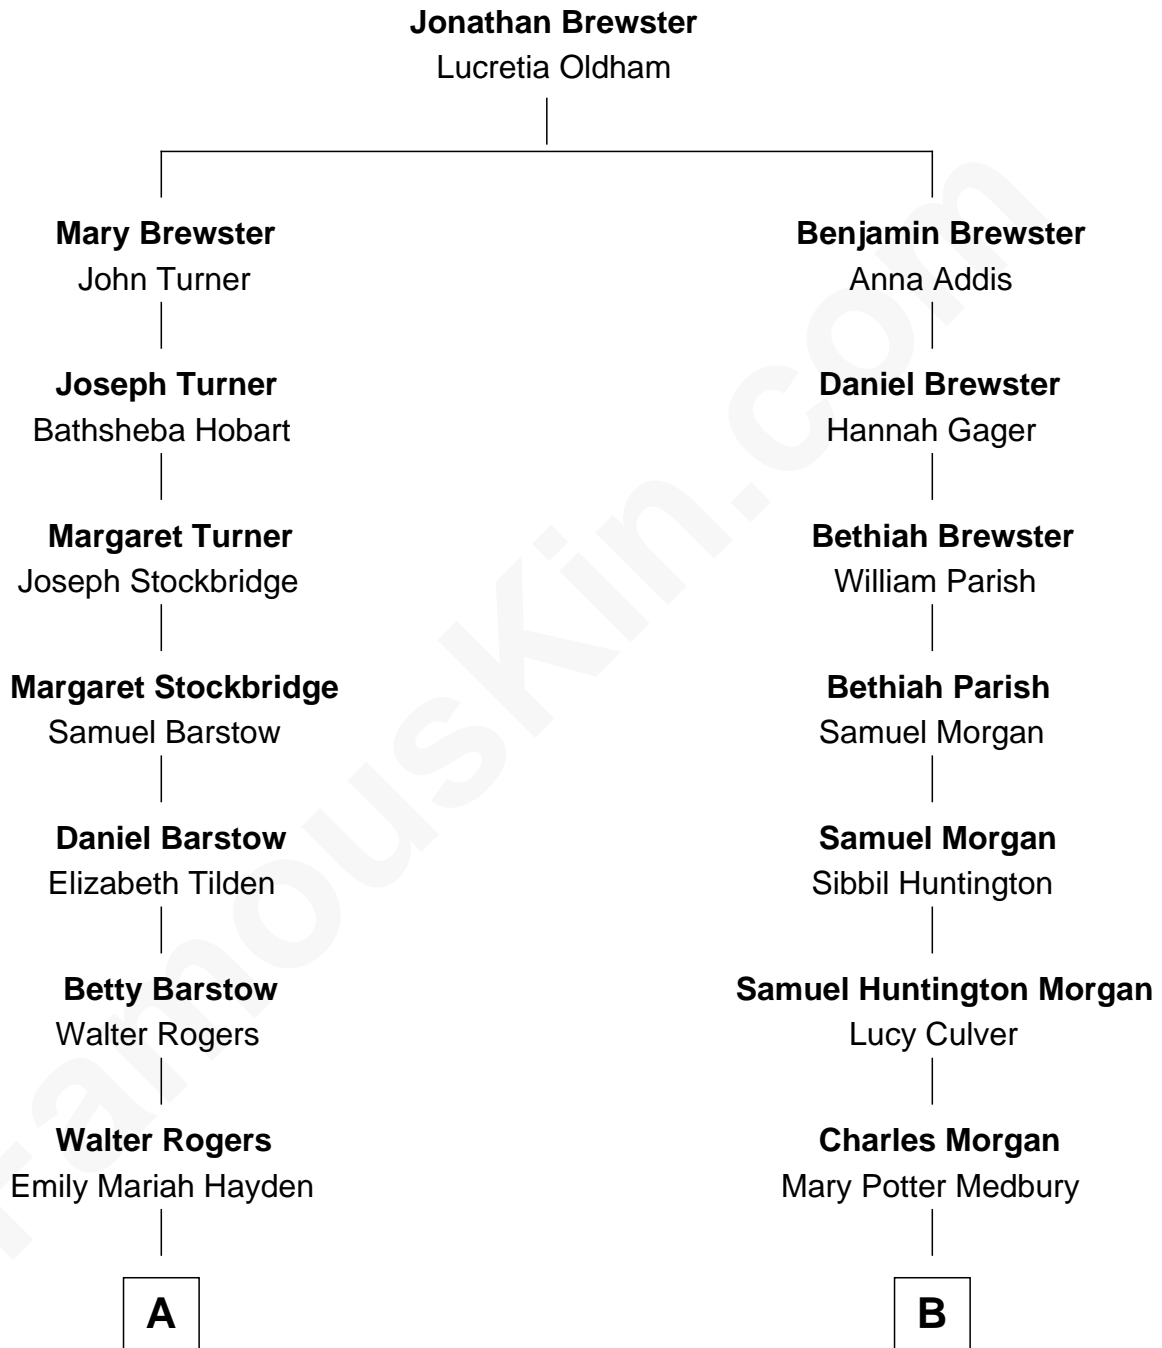 Jonathan Brewster
Lucretia Oldham
Mary Brewster
John Turner
Joseph Turner
Bathsheba Hobart
Margaret Turner
Joseph Stockbridge
Margaret Stockbridge
Samuel Barstow
Daniel Barstow
Elizabeth Tilden
Betty Barstow
Walter Rogers
Walter Rogers
Emily Mariah Hayden
A
Benjamin Brewster
Anna Addis
Daniel Brewster
Hannah Gager
Bethiah Brewster
William Parish
Bethiah Parish
Samuel Morgan
Samuel Morgan
Sibbil Huntington
Samuel Huntington Morgan
Lucy Culver
Charles Morgan
Mary Potter Medbury
B
FamousKin.com